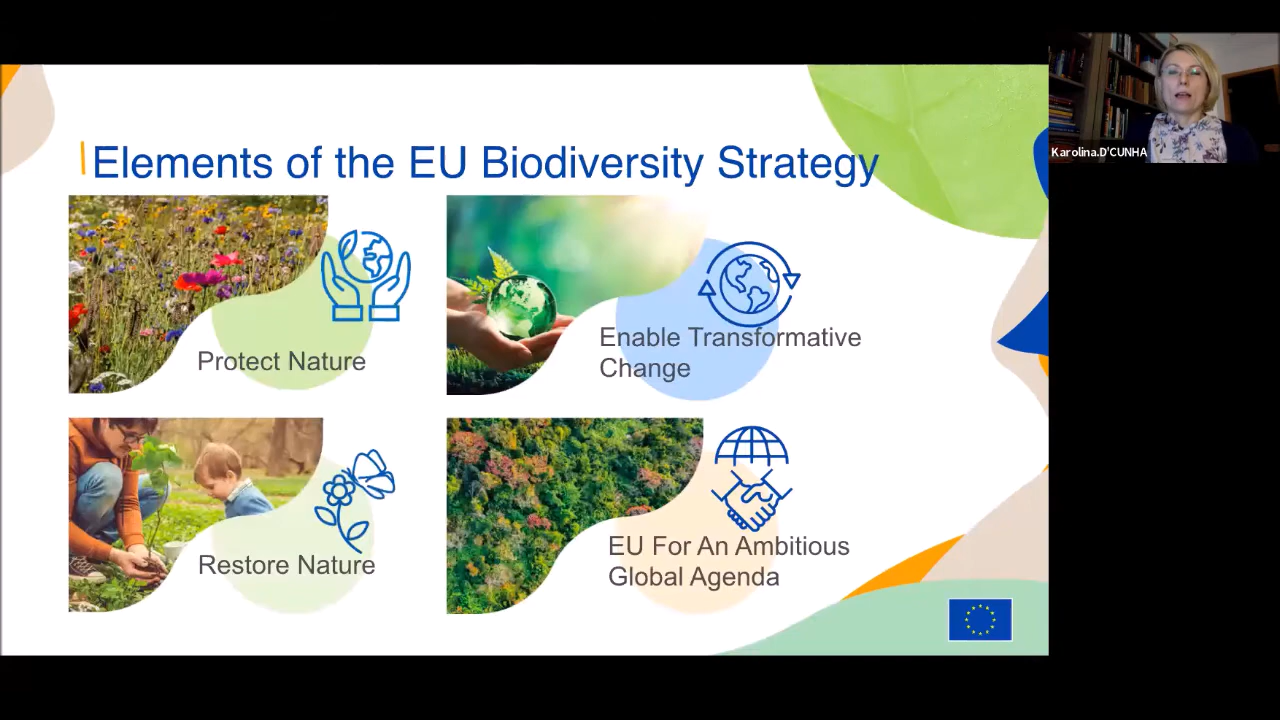 Elements of the EU Biodiversity Strategy
Protect Nature
Enable Transformative
Change
Restore Nature
EU For An Ambitious
Global Agenda
Karolina.D'CUNHA